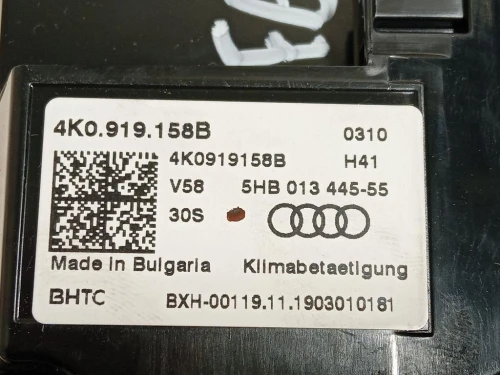 4K0.919.158B 0310
4K0919158B H41
V58 5HB 013 445-55
30S
Made in Bulgaria Klimabetaetigung
BHTC BXH-00119.11.1903010181